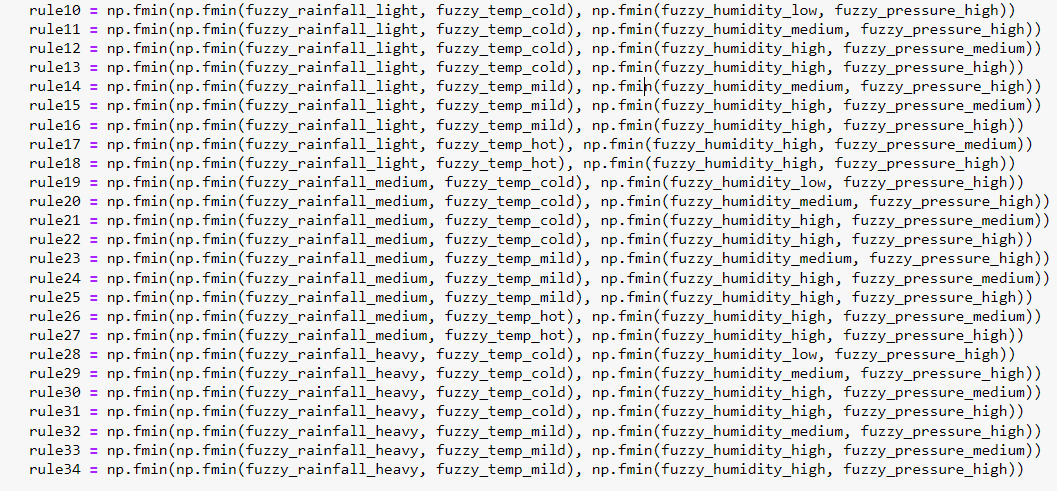 rule10 = np.fmin(np.fmin(fuzzy_rainfall_light, fuzzy_temp_cold), np.fmin(fuzzy_humidity_low, fuzzy_pressure_high))
rule11 = np.fmin(np.fmin(fuzzy_rainfall_light, fuzzy_temp_cold), np.fmin(fuzzy_humidity_medium, fuzzy_pressure_high))
rule12 = np.fmin(np.fmin(fuzzy_rainfall_light, fuzzy_temp_cold), np.fmin(fuzzy_humidity_high, fuzzy_pressure_medium))
rule13 = np.fmin(np.fmin(fuzzy_rainfall_light, fuzzy_temp_cold), np.fmin(fuzzy_humidity_high, fuzzy_pressure_high))
rule14 = np.fmin(np.fmin(fuzzy_rainfall_light, fuzzy_temp_mild), np.fmin(fuzzy_humidity_medium, fuzzy_pressure_high))
rule15 = np.fmin(np.fmin(fuzzy_rainfall_light, fuzzy_temp_mild), np.fmin(fuzzy_humidity_high, fuzzy_pressure_medium))
rule16 = np.fmin(np.fmin(fuzzy_rainfall_light, fuzzy_temp_mild), np.fmin(fuzzy_humidity_high, fuzzy_pressure_high))
rule17 = np.fmin(np.fmin(fuzzy_rainfall_light, fuzzy_temp_hot), np.fmin(fuzzy_humidity_high, fuzzy_pressure_medium))
rule18 = np.fmin(np.fmin(fuzzy_rainfall_light, fuzzy_temp_hot), np.fmin(fuzzy_humidity_high, fuzzy_pressure_high))
rule19 = np.fmin(np.fmin(fuzzy_rainfall_medium, fuzzy_temp_cold), np.fmin(fuzzy_humidity_low, fuzzy_pressure_high))
rule20 = np.fmin(np.fmin(fuzzy_rainfall_medium, fuzzy_temp_cold), np.fmin(fuzzy_humidity_medium, fuzzy_pressure_high))
rule21 = np.fmin(np.fmin(fuzzy_rainfall_medium, fuzzy_temp_cold), np.fmin(fuzzy_humidity_high, fuzzy_pressure_medium))
rule22 = np.fmin(np.fmin(fuzzy_rainfall_medium, fuzzy_temp_cold), np.fmin(fuzzy_humidity_high, fuzzy_pressure_high))
rule23 = np.fmin(np.fmin(fuzzy_rainfall_medium, fuzzy_temp_mild), np.fmin(fuzzy_humidity_medium, fuzzy_pressure_high))
rule24 = np.fmin(np.fmin(fuzzy_rainfall_medium, fuzzy_temp_mild), np.fmin(fuzzy_humidity_high, fuzzy_pressure_medium))
rule25 = np.fmin(np.fmin(fuzzy_rainfall_medium, fuzzy_temp_mild), np.fmin(fuzzy_humidity_high, fuzzy_pressure_high))
rule26 = np.fmin(np.fmin(fuzzy_rainfall_medium, fuzzy_temp_hot), np.fmin(fuzzy_humidity_high, fuzzy_pressure_medium))
rule27 = np.fmin(np.fmin(fuzzy_rainfall_medium, fuzzy_temp_hot), np.fmin(fuzzy_humidity_high, fuzzy_pressure_high))
rule28 = np.fmin(np.fmin(fuzzy_rainfall_heavy, fuzzy_temp_cold), np.fmin(fuzzy_humidity_low, fuzzy_pressure_high))
rule29 = np.fmin(np.fmin(fuzzy_rainfall_heavy, fuzzy_temp_cold), np.fmin(fuzzy_humidity_medium, fuzzy_pressure_high))
rule30 = np.fmin(np.fmin(fuzzy_rainfall_heavy, fuzzy_temp_cold), np.fmin(fuzzy_humidity_high, fuzzy_pressure_medium))
rule31 = np.fmin(np.fmin(fuzzy_rainfall_heavy, fuzzy_temp_cold), np.fmin(fuzzy_humidity_high, fuzzy_pressure_high))
rule32 = np.fmin(np.fmin(fuzzy_rainfall_heavy, fuzzy_temp_mild), np.fmin(fuzzy_humidity_medium, fuzzy_pressure_high))
rule33 = np.fmin(np.fmin(fuzzy_rainfall_heavy, fuzzy_temp_mild), np.fmin(fuzzy_humidity_high, fuzzy_pressure_medium))
rule34 = np.fmin(np.fmin(fuzzy_rainfall_heavy, fuzzy_temp_mild), np.fmin(fuzzy_humidity_high, fuzzy_pressure_high))